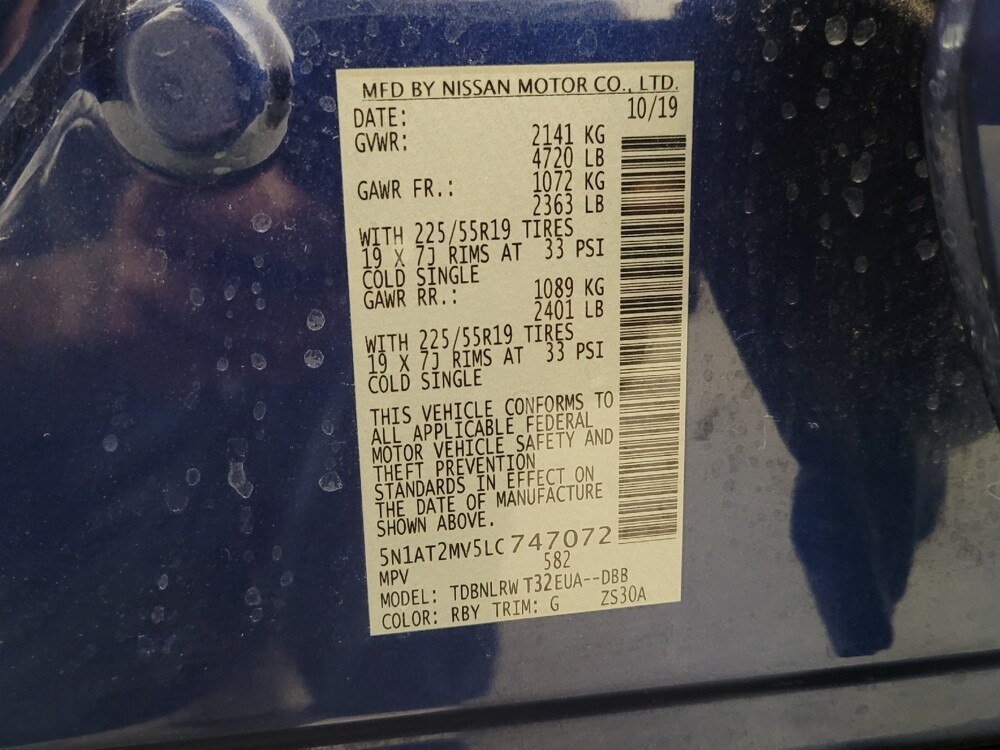 MFD BY NISSAN MOTOR CO., LTD.
DATE: 10/19
GVWR: 2141 KG
4720 LB
GAWR FR.: 1072 KG
2363 LB
WITH 225/55R19 TIRES
19 X 7J RIMS AT 33 PSI
COLD SINGLE
GAWR RR.: 1089 KG
2401 LB
WITH 225/55R19 TIRES
19 X 7J RIMS AT 33 PSI
COLD SINGLE
THIS VEHICLE CONFORMS TO
ALL APPLICABLE FEDERAL
MOTOR VEHICLE SAFETY AND
THEFT PREVENTION
STANDARDS IN EFFECT ON
THE DATE OF MANUFACTURE
SHOWN ABOVE.
5N1AT2MV5LC747072
MPV 582
MODEL: TDBNLRW T32EUA--DBB
COLOR: RBY TRIM: G ZS30A